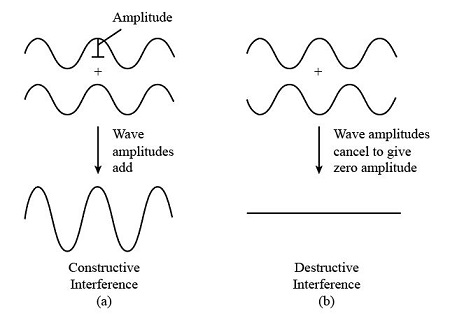 Amplitude
+
Wave
amplitudes
add
Constructive
Interference
(a)
+
Wave amplitudes
cancel to give
zero amplitude
Destructive
Interference
(b)